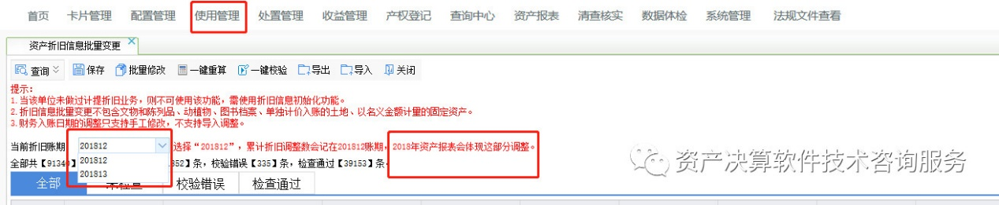 首页 卡片管理 配置管理 使用管理 处置管理 收益管理 产权登记 查询中心 资产报表 清查核实 数据体检 系统管理 法规文件查看
资产折旧信息批量变更
查询 保存 批量修改 一键重算 一键校验 导出 导入 关闭
提示:
1.当该单位未做过计提折旧业务，则不可使用该功能，需使用折旧信息初始化功能。
2.折旧信息批量变更不包含文物和陈列品、动植物、图书档案、单独计价入账的土地、以名义金额计量的固定资产。
3.财务入账日期的调整只支持手工修改，不支持导入调整。
当前折旧账期 201812 选择“201812”，累计折旧调整数会记在201812账期，2018年资产报表会体现这部分调整。
201812
全部共【91340】 352】条，校验错误【335】条，检查通过【39153】条
201813
资产决算软件技术咨询服务
全部 校验错误 检查通过